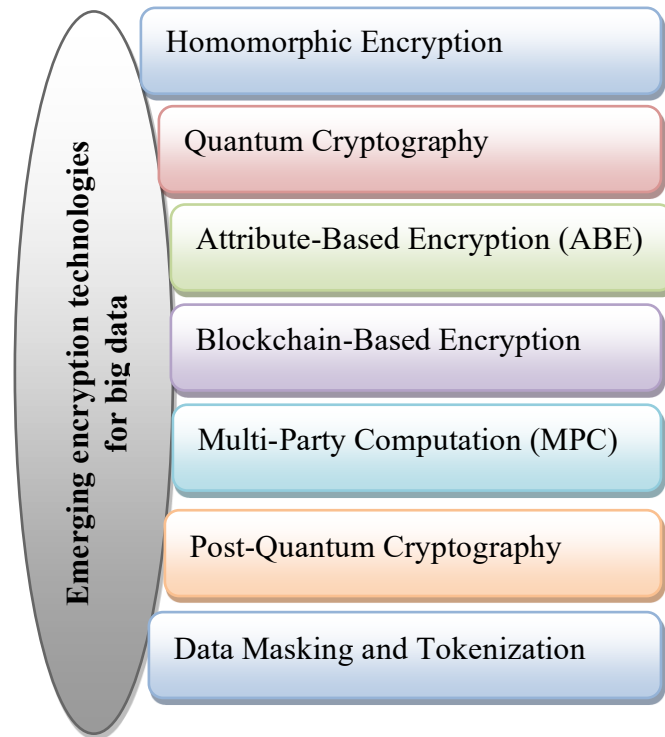 Emerging encryption technologies
for big data
Homomorphic Encryption
Quantum Cryptography
Attribute-Based Encryption (ABE)
Blockchain-Based Encryption
Multi-Party Computation (MPC)
Post-Quantum Cryptography
Data Masking and Tokenization